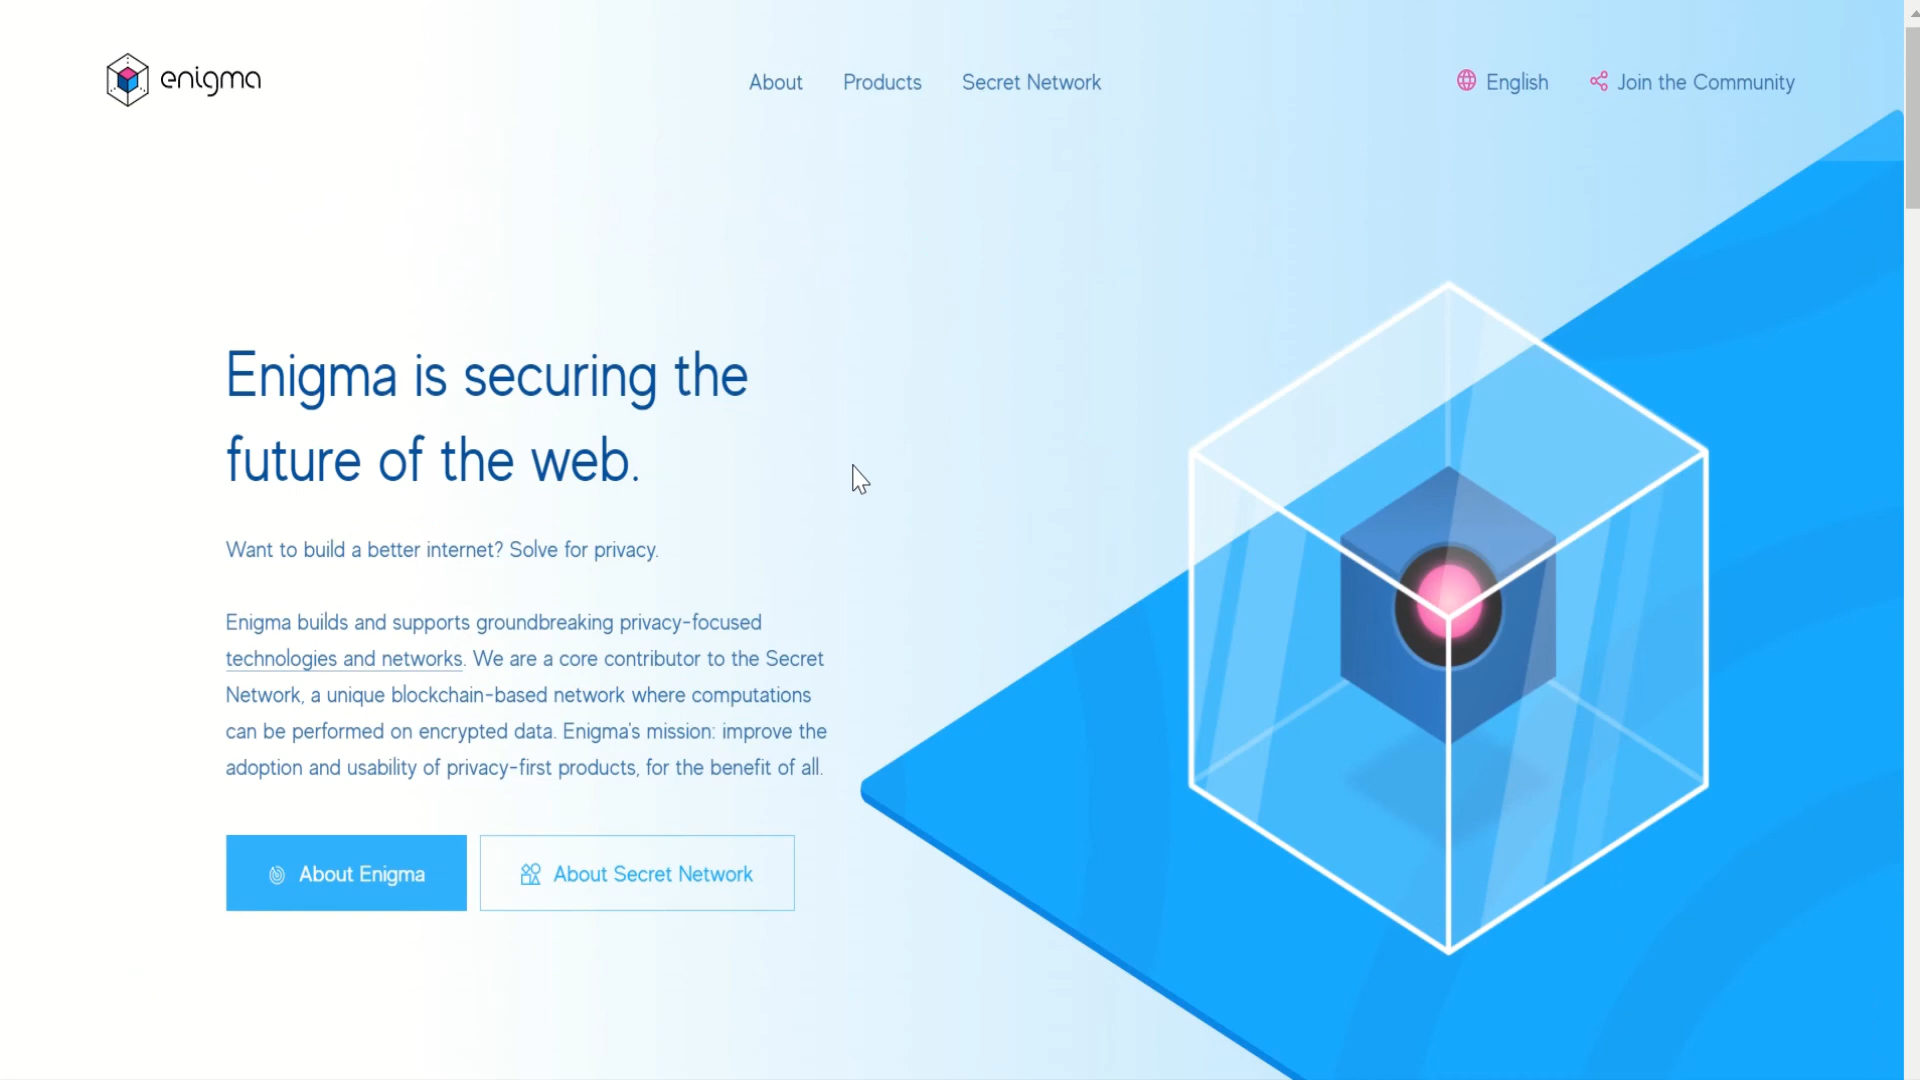 enigma
About Products Secret Network
English Join the Community
Enigma is securing the
future of the web.
Want to build a better internet? Solve for privacy.
Enigma builds and supports groundbreaking privacy-focused
technologies and networks. We are a core contributor to the Secret
Network, a unique blockchain-based network where computations
can be performed on encrypted data. Enigma's mission: improve the
adoption and usability of privacy-first products, for the benefit of all.
About Enigma About Secret Network